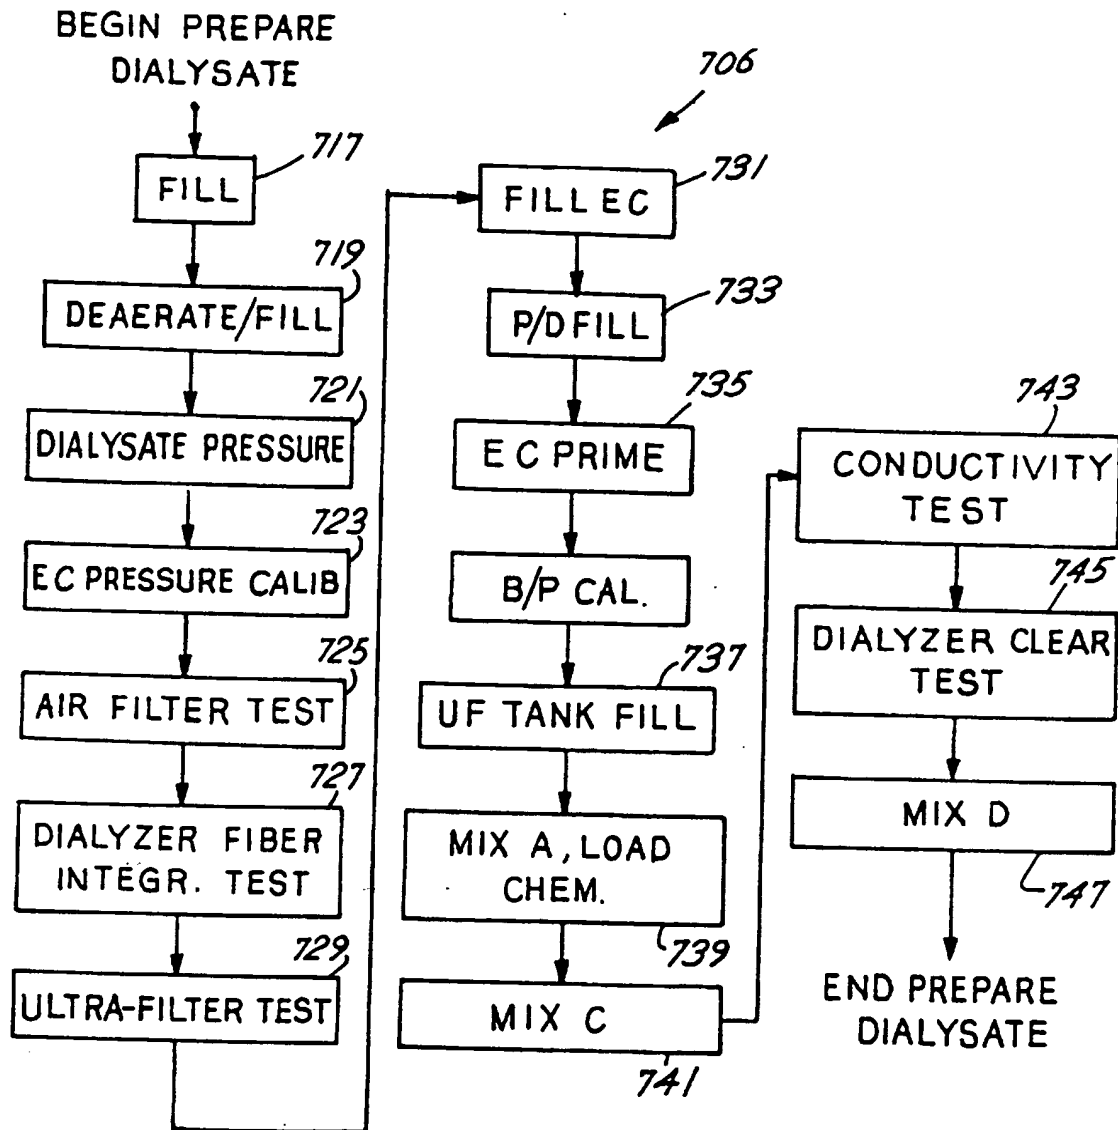 BEGIN PREPARE
DIALYSATE
717
FILL
719
DEAERATE/FILL
721
DIALYSATE PRESSURE
723
EC PRESSURE CALIB
725
AIR FILTER TEST
727
DIALYZER FIBER
INTEGR. TEST
729
ULTRA-FILTER TEST
706
731
FILL EC
733
P/D FILL
735
EC PRIME
B/P CAL.
737
UF TANK FILL
MIX A, LOAD
CHEM.
739
MIX C
741
743
CONDUCTIVITY
TEST
745
DIALYZER CLEAR
TEST
MIX D
747
END PREPARE
DIALYSATE